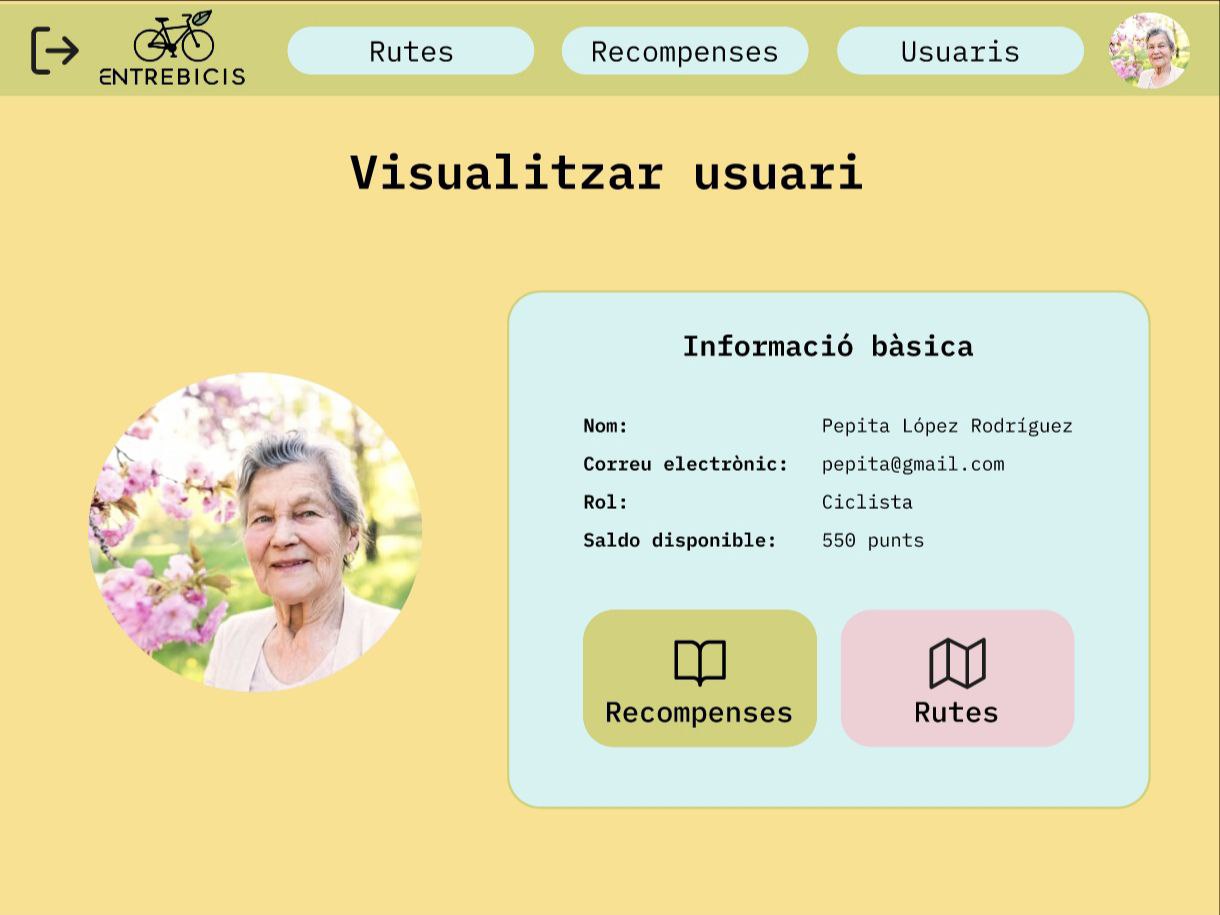 ENTREBICIS
Rutes
Recompenses
Usuaris
Visualitzar usuari
Informació bàsica
Nom: Pepita López Rodríguez
Correu electrònic: pepita@gmail.com
Rol: Ciclista
Saldo disponible: 550 punts
Recompenses
Rutes